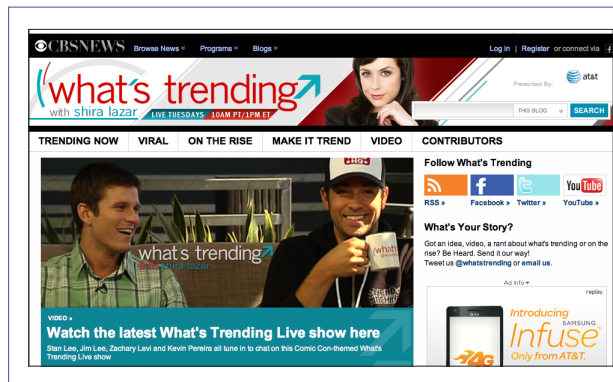 CBSNEWS Browse News Programs Blogs Log In | Register or connect via f
what's trending
with shira lazar LIVE TUESDAYS 10AM PT/1PM ET
Presented By: at&t
THIS BLOG SEARCH
TRENDING NOW VIRAL ON THE RISE MAKE IT TREND VIDEO CONTRIBUTORS
Follow What's Trending
You Tube
RSS » Facebook » Twitter » YouTube »
HQ
what's trending
with shira lazar
What's Your Story?
Got an idea, video, a rant about what's trending or on the
rise? Be Heard. Send it our way!
Tweet us @whatstrending or email us.
Ad Info
replay
VIDEO »
Watch the latest What's Trending Live show here
Stan Lee, Jim Lee, Zachary Levi and Kevin Pereira all tune in to chat on this Comic Con-themed What's
Trending Live show
Introducing
SAMSUNG
Infuse
4G Only from AT&T.